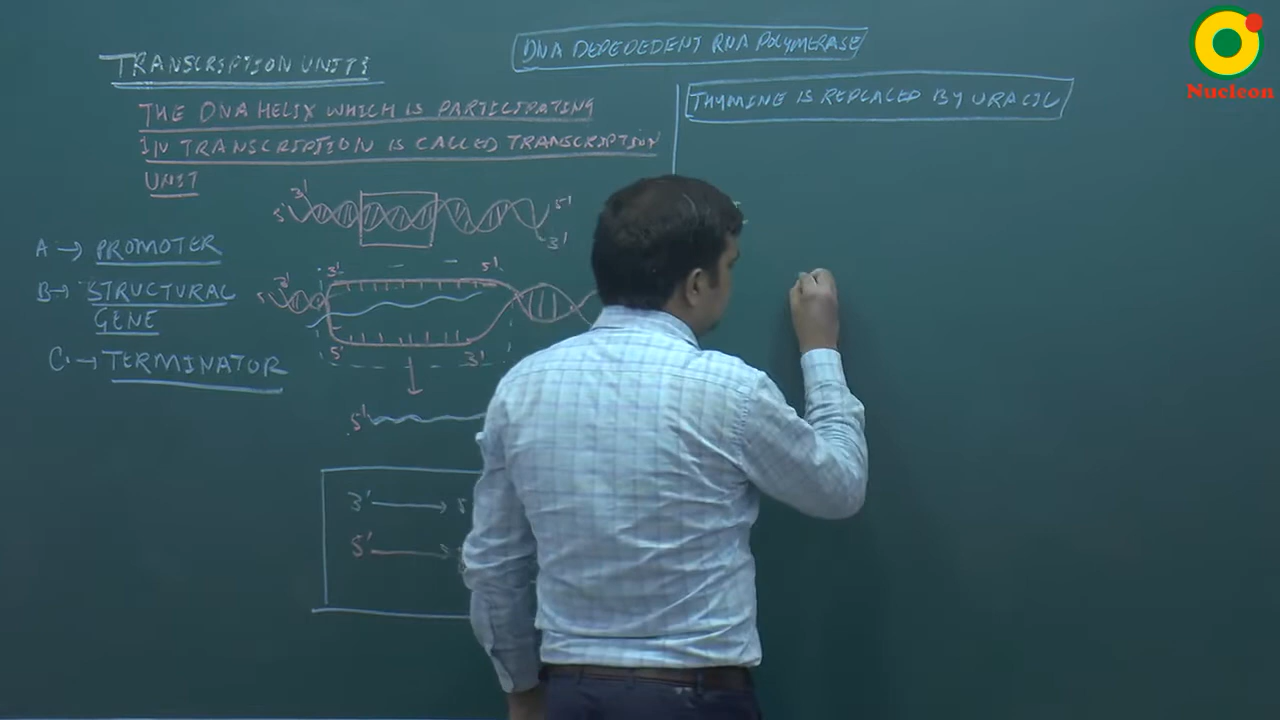 TRANSCRIPTION UNIT:
DNA DEPEDEDENT RNA POLYMERASE
Nucleon
THE DNA HELIX WHICH IS PARTICIPATING
IN TRANSCRIPTION IS CALLED TRANSCRIPTION
UNIT
THYMINE IS REPLACED BY URACIL
3' 5'
5' 3'
A → PROMOTER
B → STRUCTURAL
GENE
C. → TERMINATOR
3' 3' 5'
5' 5' 3'
5'
3' → 5
5' →